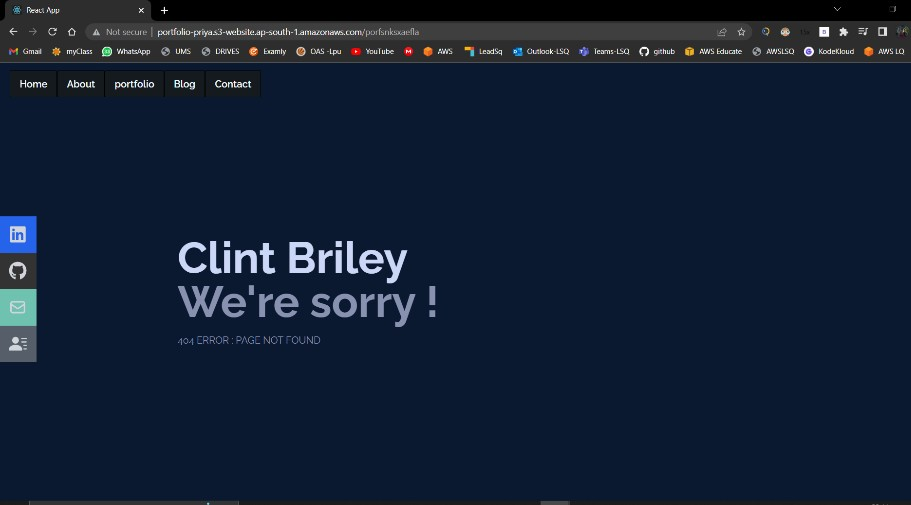 React App
Not secure | portfolio-priya.s3-website.ap-south-1.amazonaws.com/porfsnksxaefla
Gmail myClass WhatsApp UMS DRIVES Examly OAS -Lpu YouTube AWS LeadSq Outlook-LSQ Teams-LSQ github AWS Educate AWSLSQ KodeKloud AWS LQ
Home About portfolio Blog Contact
Clint Briley
We're sorry !
404 ERROR : PAGE NOT FOUND